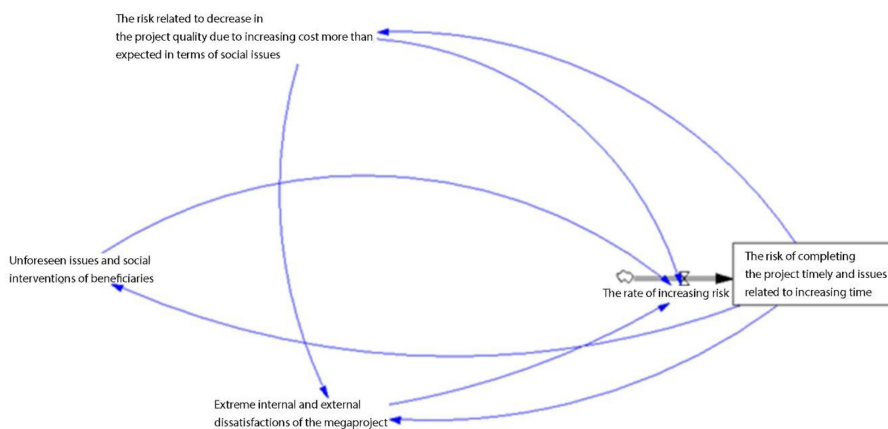 The risk related to decrease in
the project quality due to increasing cost more than
expected in terms of social issues
Unforeseen issues and social
interventions of beneficiaries
The rate of increasing risk
The risk of completing
the project timely and issues
related to increasing time
Extreme internal and external
dissatisfactions of the megaproject